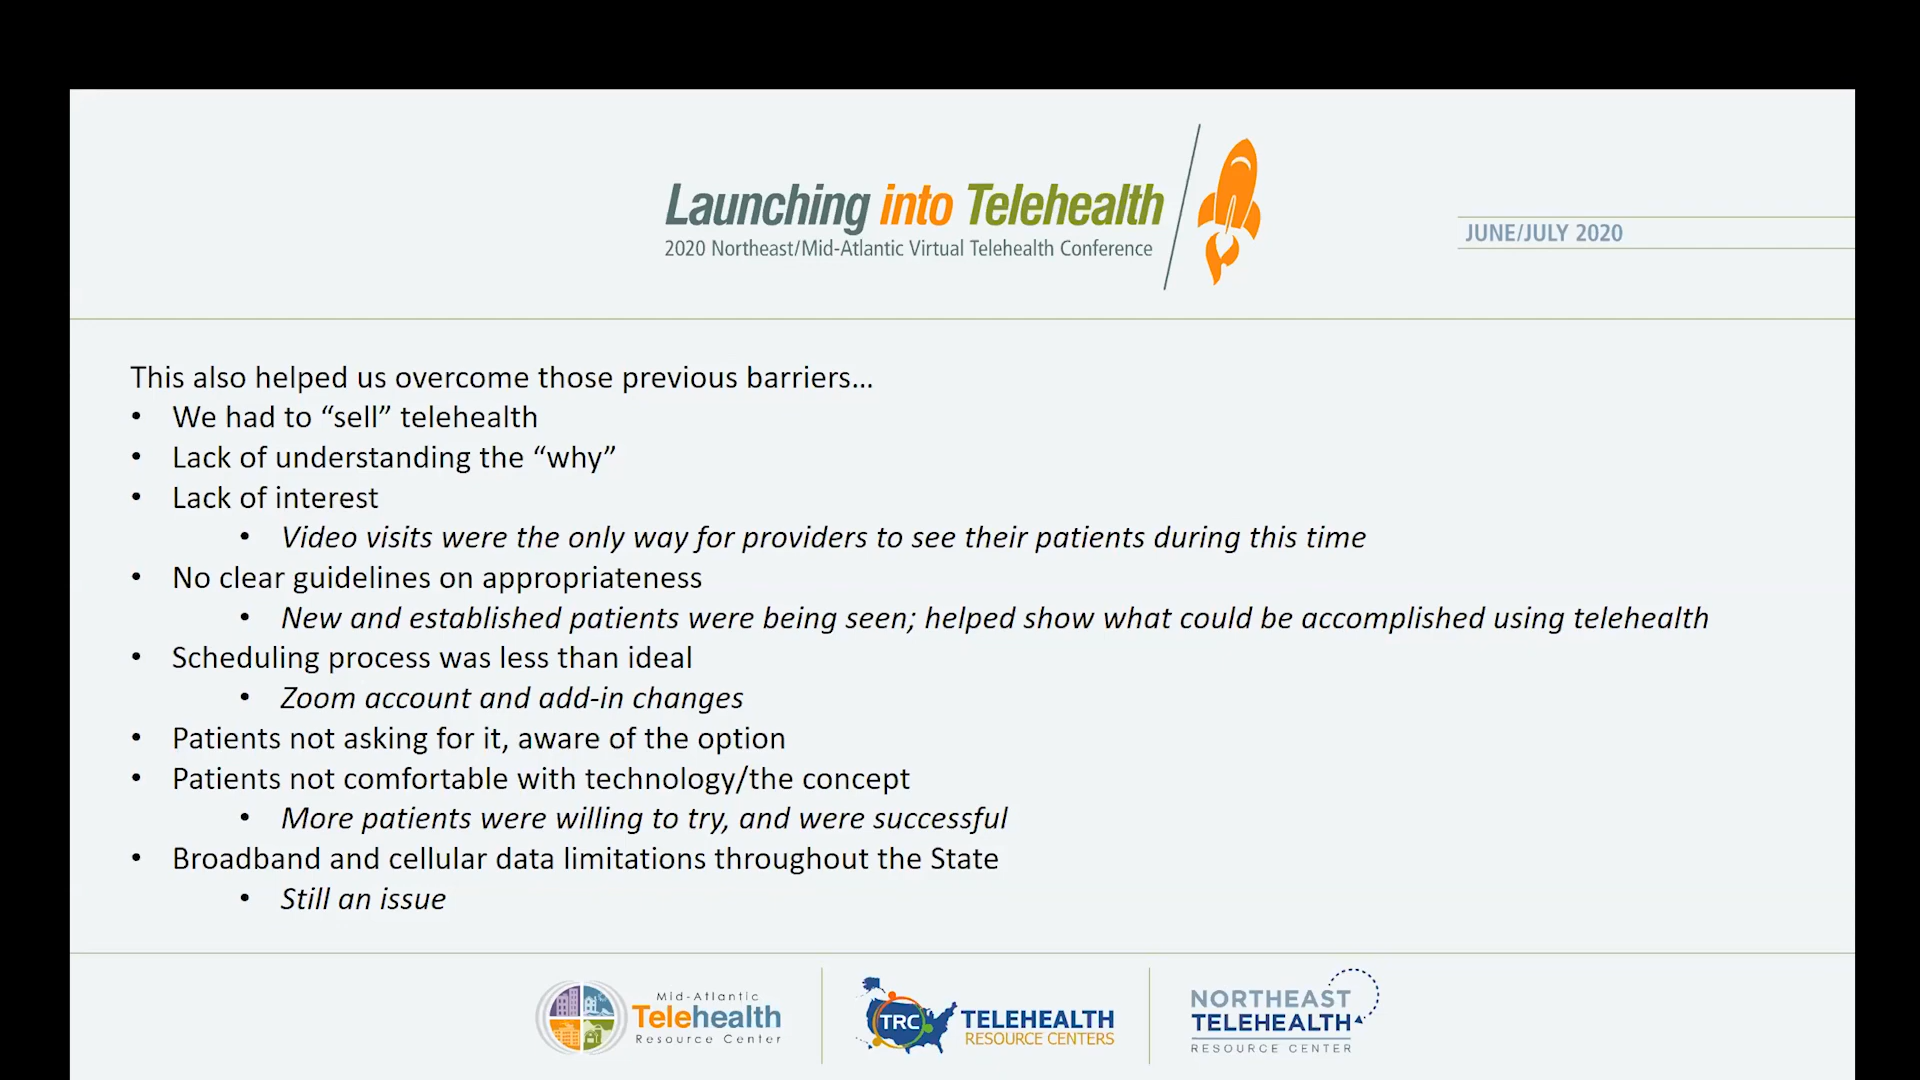 Launching into Telehealth
2020 Northeast/Mid-Atlantic Virtual Telehealth Conference
JUNE/JULY 2020
This also helped us overcome those previous barriers…
• We had to “sell” telehealth
• Lack of understanding the “why”
• Lack of interest
• Video visits were the only way for providers to see their patients during this time
• No clear guidelines on appropriateness
• New and established patients were being seen; helped show what could be accomplished using telehealth
• Scheduling process was less than ideal
• Zoom account and add-in changes
• Patients not asking for it, aware of the option
• Patients not comfortable with technology/the concept
• More patients were willing to try, and were successful
• Broadband and cellular data limitations throughout the State
• Still an issue
Mid-Atlantic
Telehealth
Resource Center
TRC
TELEHEALTH
RESOURCE CENTERS
NORTHEAST
TELEHEALTH
RESOURCE CENTER